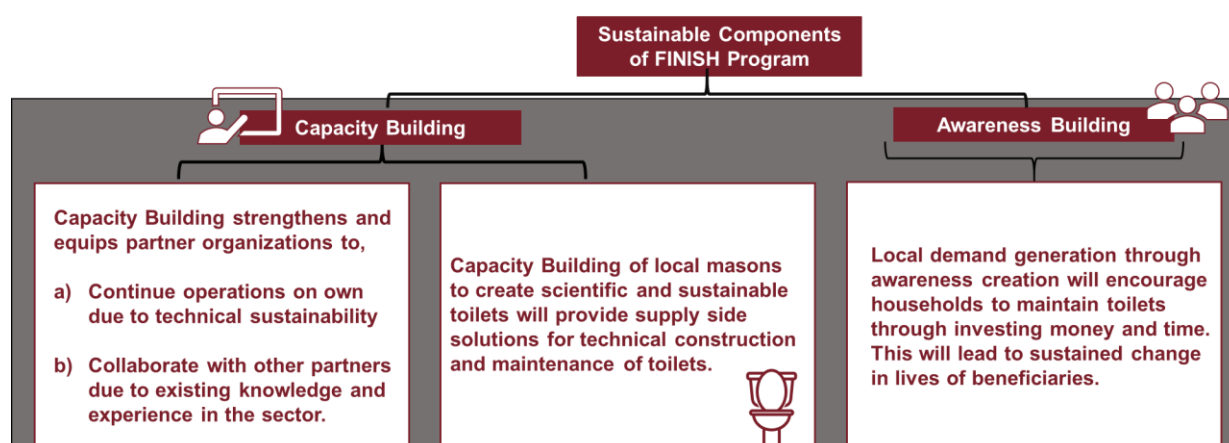 Sustainable Components
of FINISH Program
Capacity Building
Awareness Building
Capacity Building strengthens and
equips partner organizations to,
a) Continue operations on own
due to technical sustainability
b) Collaborate with other partners
due to existing knowledge and
experience in the sector.
Capacity Building of local masons
to create scientific and sustainable
toilets will provide supply side
solutions for technical construction
and maintenance of toilets.
Local demand generation through
awareness creation will encourage
households to maintain toilets
through investing money and time.
This will lead to sustained change
in lives of beneficiaries.